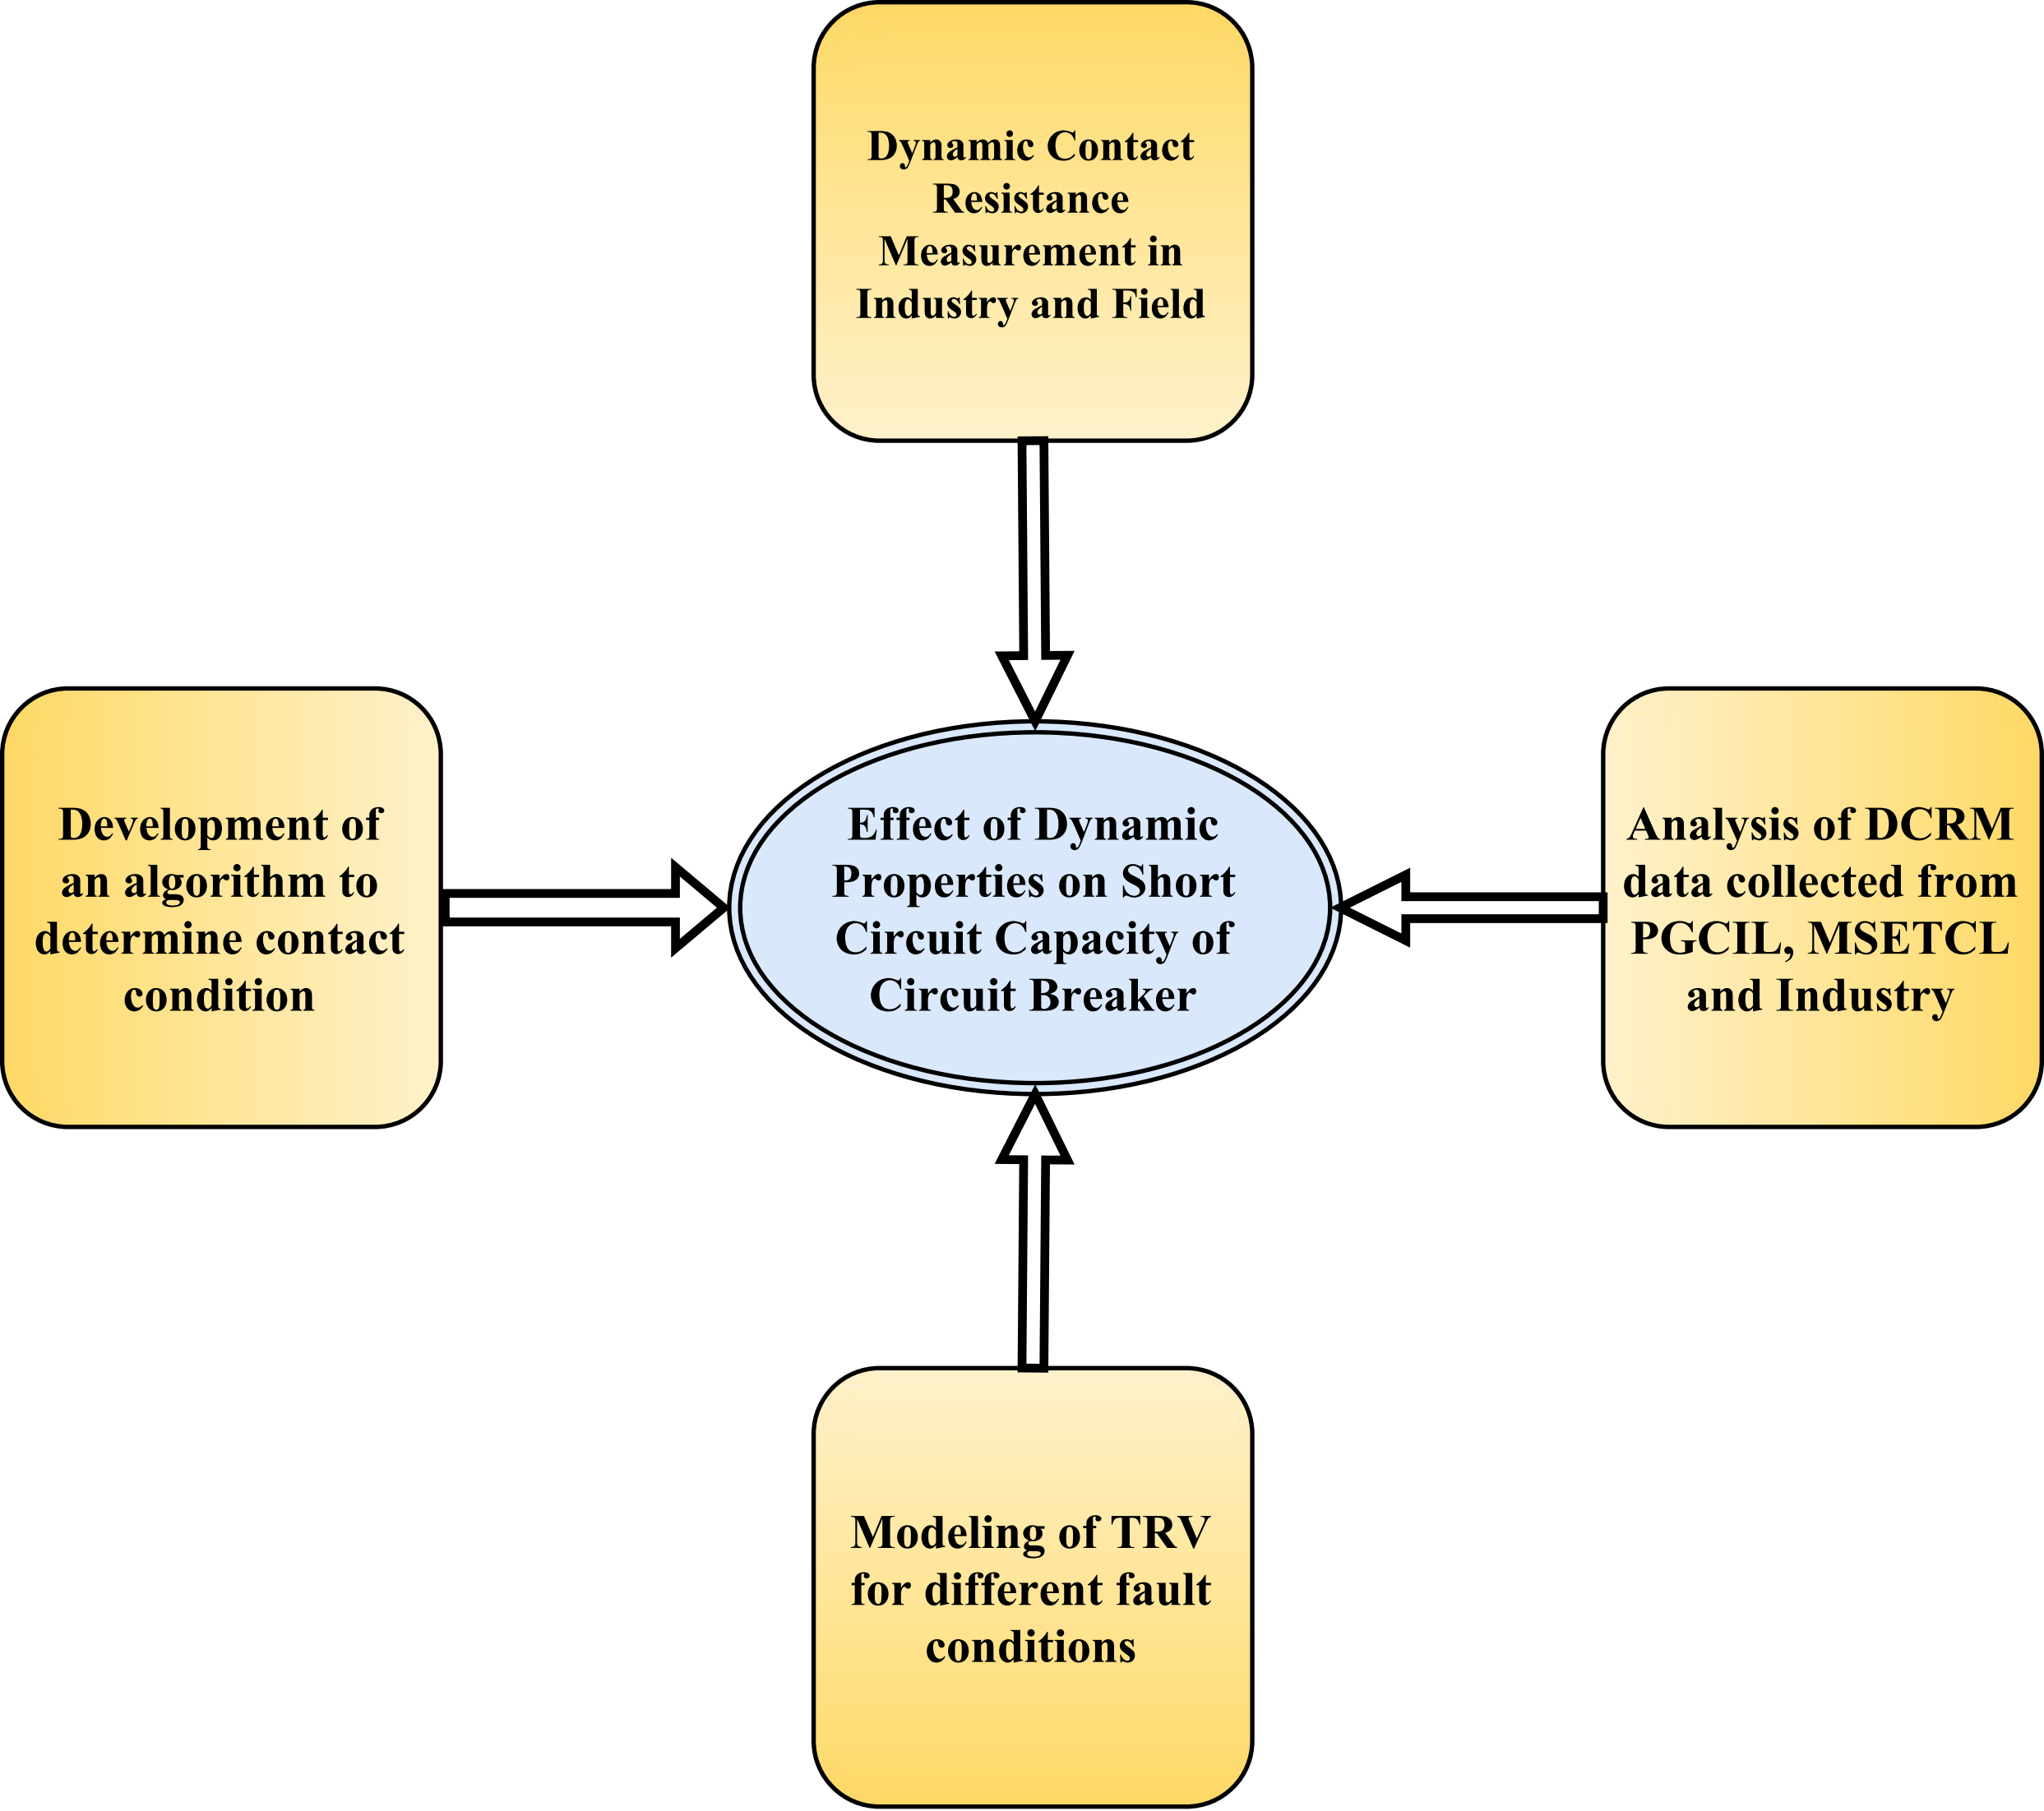 Dynamic Contact
Resistance
Measurement in
Industry and Field
Development of
an alsorithm to
determine contact
condition
Effect of Dynamic
Properties on Short
Circuit Capacity of
Circuit Breaker
Analysis of DCRM
data collected from
PGCIL, MSETCL
and Industry
Modeling of TRV
for different fault
conditions